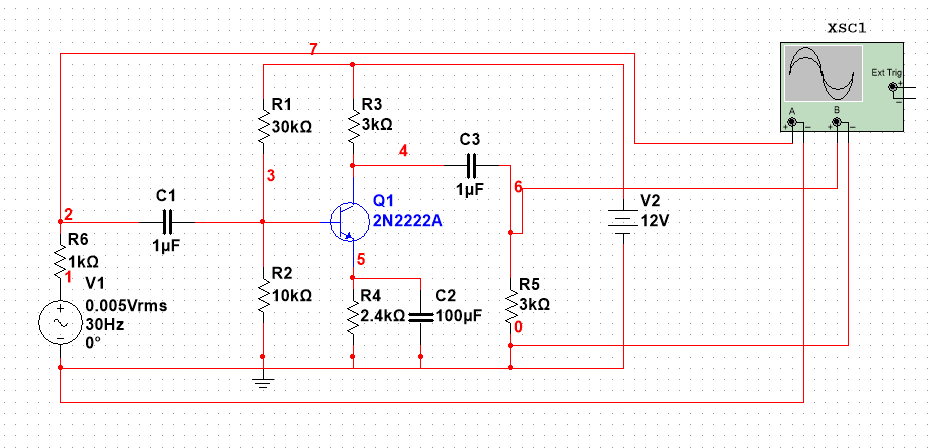 XSC1
Ext Trig
+
−
A
B
+ −
+ −
7
R1
30kΩ
R3
3kΩ
4
C3
1μF
3
6
C1
1μF
Q1
2N2222A
V2
12V
2
R6
1kΩ
1
V1
5
R2
10kΩ
R4
2.4kΩ
C2
100μF
R5
3kΩ
0
+
−
0.005Vrms
30Hz
0°